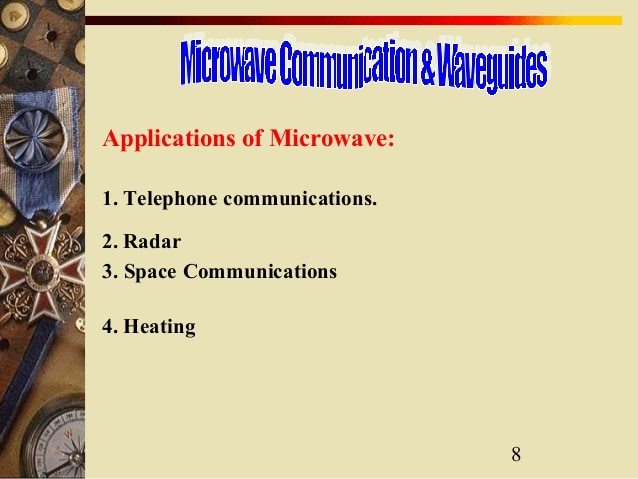 Microwave Communication & Waveguides
Applications of Microwave:
1. Telephone communications.
2. Radar
3. Space Communications
4. Heating
8